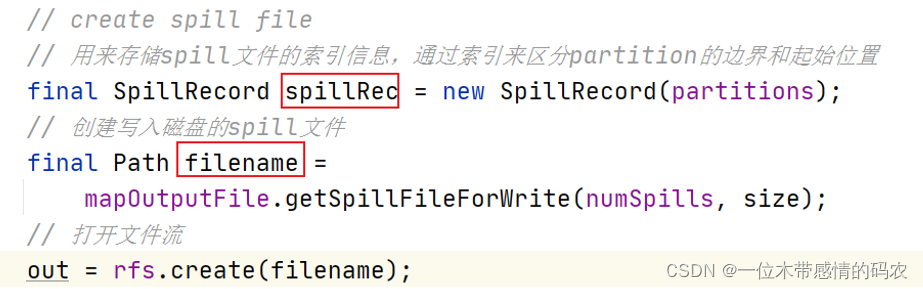 // create spill file
// 用来存储spill文件的索引信息，通过索引来区分partition的边界和起始位置
final SpillRecord spillRec = new SpillRecord(partitions);
// 创建写入磁盘的spill文件
final Path filename =
mapOutputFile.getSpillFileForWrite(numSpills, size);
// 打开文件流
out = rfs.create(filename);
CSDN @一位木带感情的码农